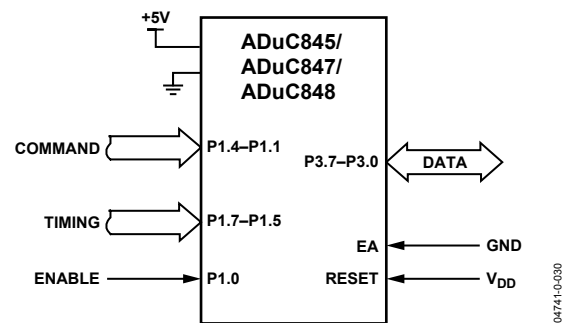 +5V
ADuC845/
ADuC847/
ADuC848
COMMAND
P1.4–P1.1
P3.7–P3.0
DATA
TIMING
P1.7–P1.5
EA
GND
ENABLE
P1.0
RESET
VDD
04741-0-030